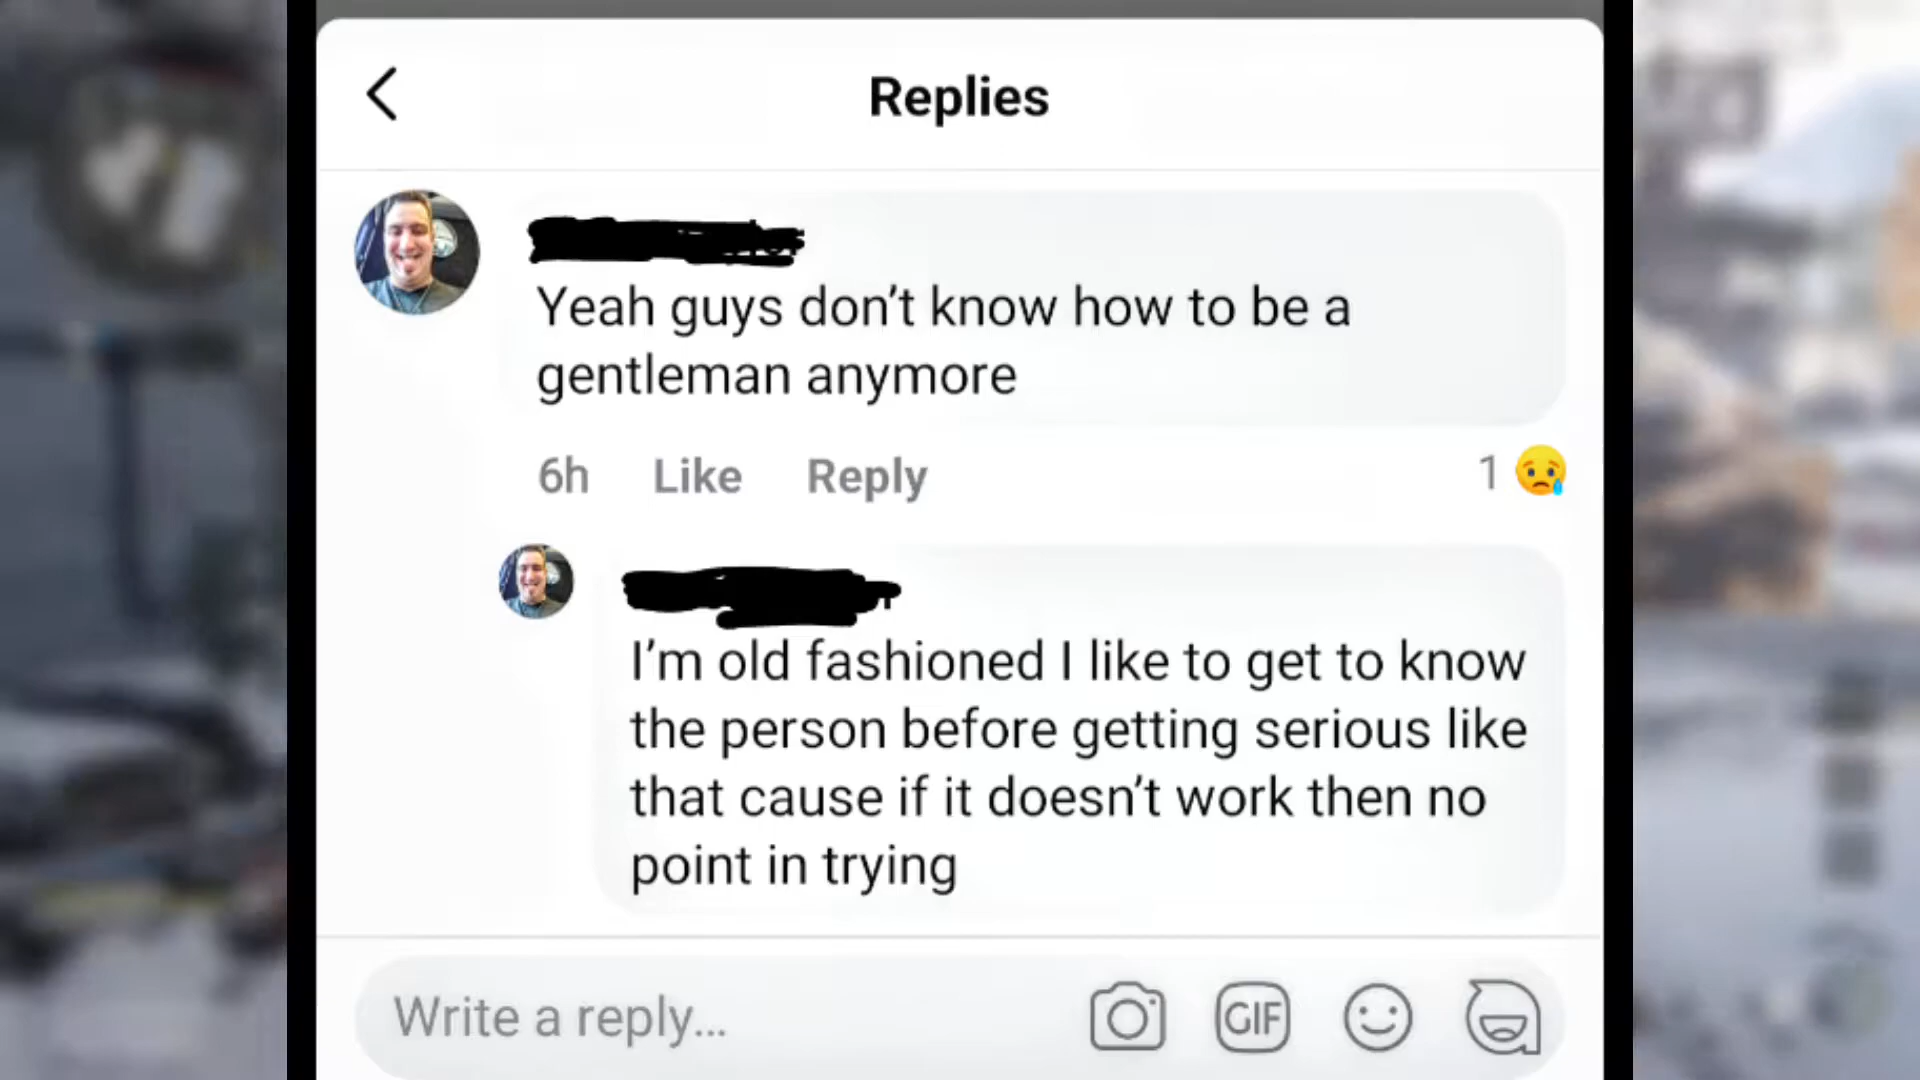 Replies
Yeah guys don't know how to be a
gentleman anymore
6h Like Reply 1
I'm old fashioned I like to get to know
the person before getting serious like
that cause if it doesn't work then no
point in trying
Write a reply... GIF